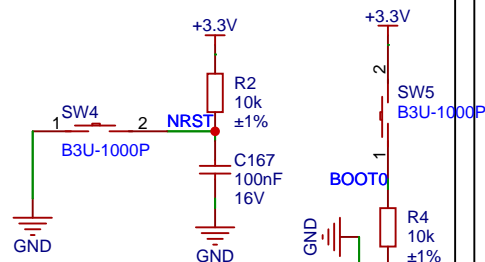 +3.3V
R2
10k
±1%
SW4
1
2
NRST
B3U-1000P
C167
100nF
16V
GND
GND
+3.3V
2
SW5
B3U-1000P
1
BOOT0
GND
R4
10k
±1%